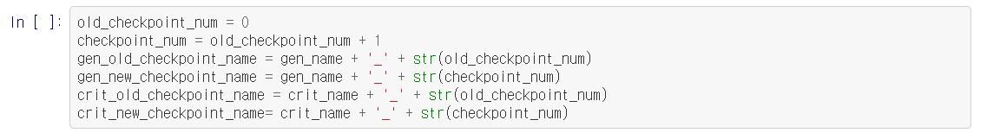 In [ ]: old_checkpoint_num = 0
checkpoint_num = old_checkpoint_num + 1
gen_old_checkpoint_name = gen_name + '_' + str(old_checkpoint_num)
gen_new_checkpoint_name = gen_name + '_' + str(checkpoint_num)
crit_old_checkpoint_name = crit_name + '_' + str(old_checkpoint_num)
crit_new_checkpoint_name= crit_name + '_' + str(checkpoint_num)